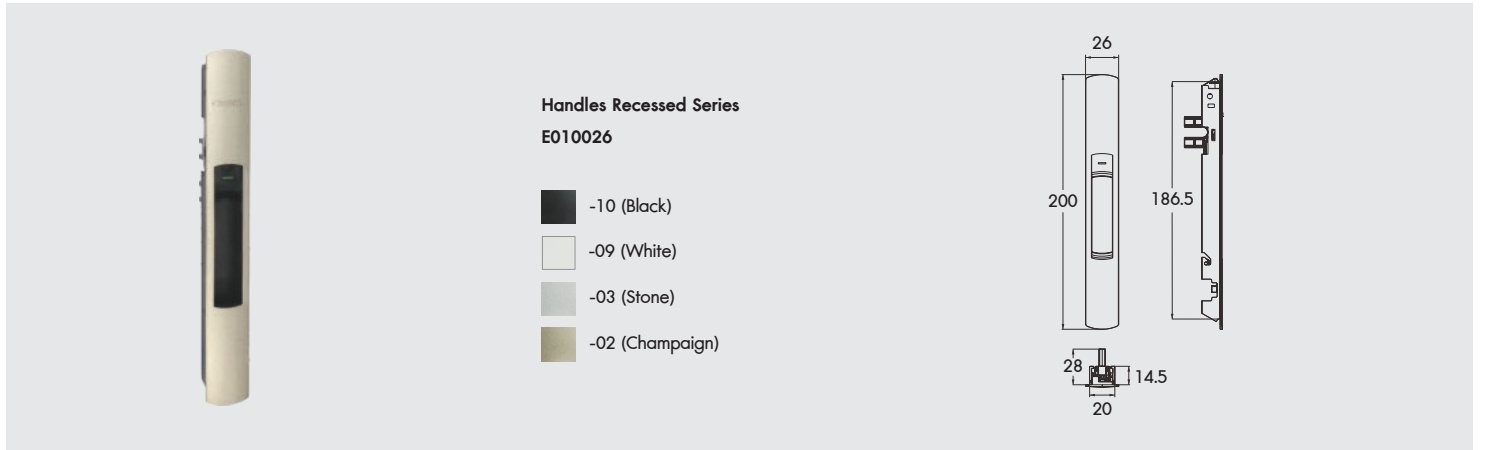 Handles Recessed Series
E010026
-10 (Black)
-09 (White)
-03 (Stone)
-02 (Champaign)
26
200
186.5
28
14.5
20